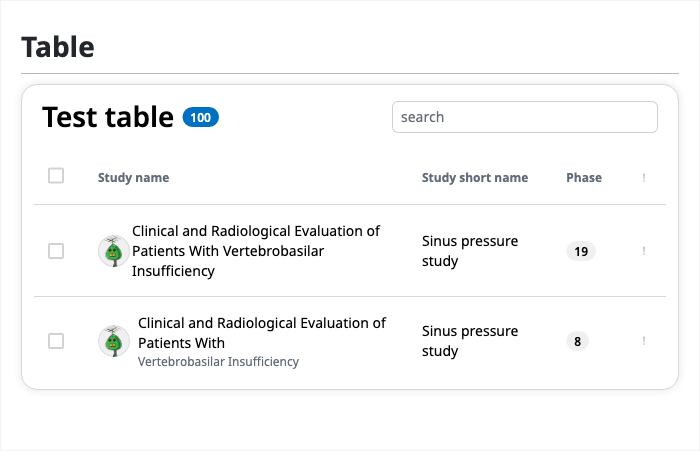 Table
Test table 100
search
Study name Study short name Phase
Clinical and Radiological Evaluation of
Patients With Vertebrobasilar
Insufficiency
Sinus pressure
study
19
Clinical and Radiological Evaluation of
Patients With
Vertebrobasilar Insufficiency
Sinus pressure
study
8